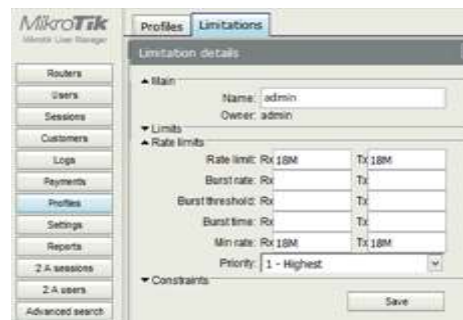 MikroTik
Mikrotik User Manager
Routers
Users
Sessions
Customers
Logs
Payments
Profiles
Settings
Reports
2 A sessions
2 A users
Advanced search
Profiles
Limitations
Limitation details
Main
Name: admin
Owner: admin
Limits
Rate limits
Rate limit: Rx 18M Tx 18M
Burst rate: Rx Tx
Burst threshold: Rx Tx
Burst time: Rx Tx
Min rate: Rx 18M Tx 18M
Priority: 1 - Highest
Constraints
Save